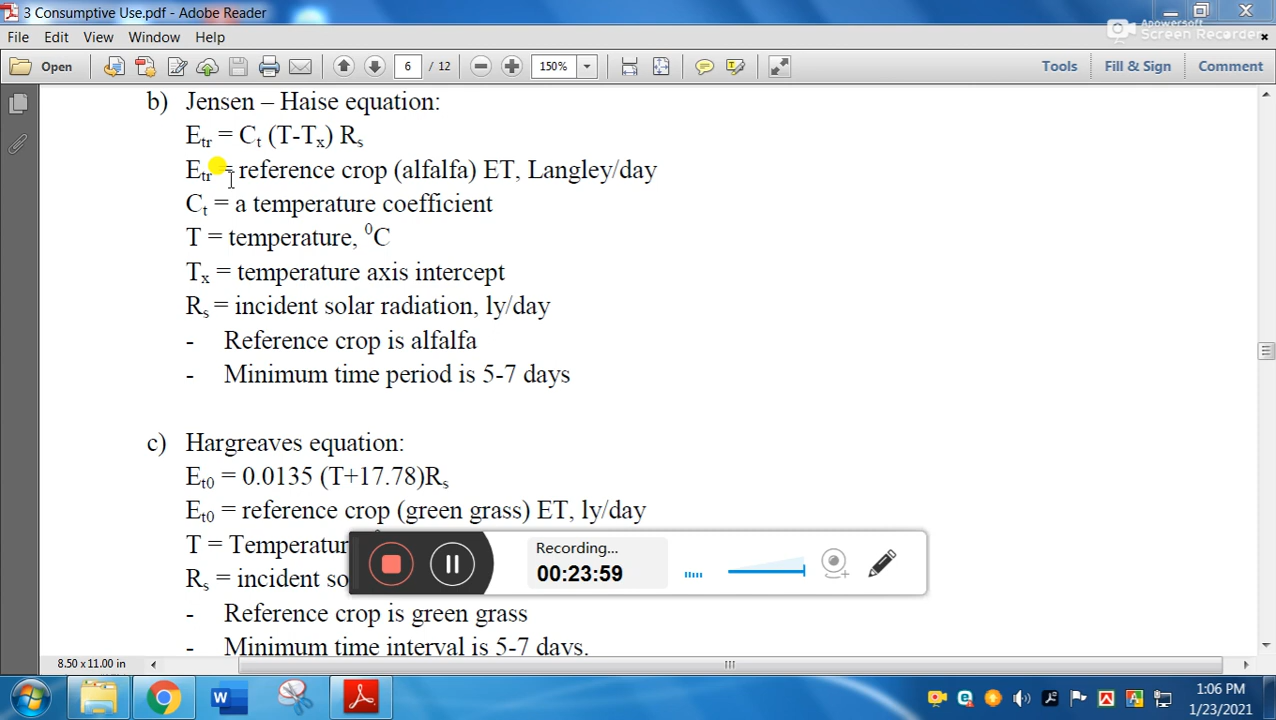 3 Consumptive Use.pdf - Adobe Reader
Apowersoft
Screen Recorder
File Edit View Window Help
Open 6 / 12 150% Tools Fill & Sign Comment
b) Jensen – Haise equation:
Etr = Ct (T-Tx) Rs
Etr = reference crop (alfalfa) ET, Langley/day
Ct = a temperature coefficient
T = temperature, 0C
Tx = temperature axis intercept
Rs = incident solar radiation, ly/day
- Reference crop is alfalfa
- Minimum time period is 5-7 days
c) Hargreaves equation:
Et0 = 0.0135 (T+17.78)Rs
Et0 = reference crop (green grass) ET, ly/day
T = Temperatur
Rs = incident so
- Reference crop is green grass
- Minimum time interval is 5-7 days.
Recording...
00:23:59
8.50 x 11.00 in
1:06 PM
1/23/2021